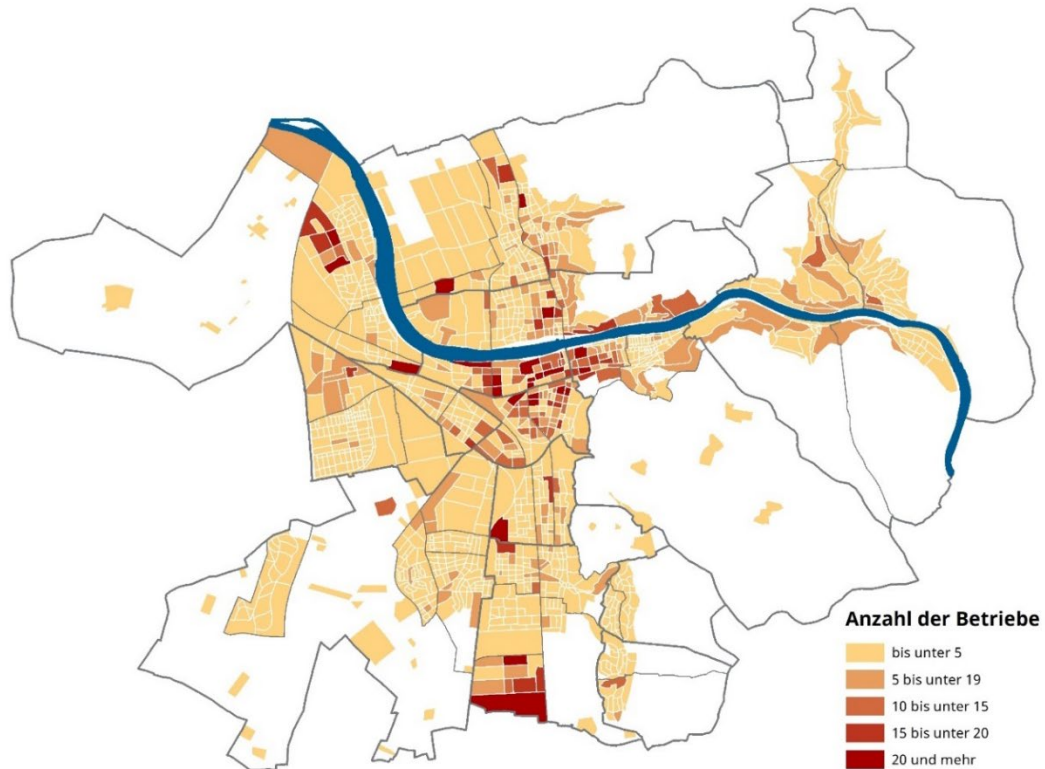 Anzahl der Betriebe
bis unter 5
5 bis unter 19
10 bis unter 15
15 bis unter 20
20 und mehr